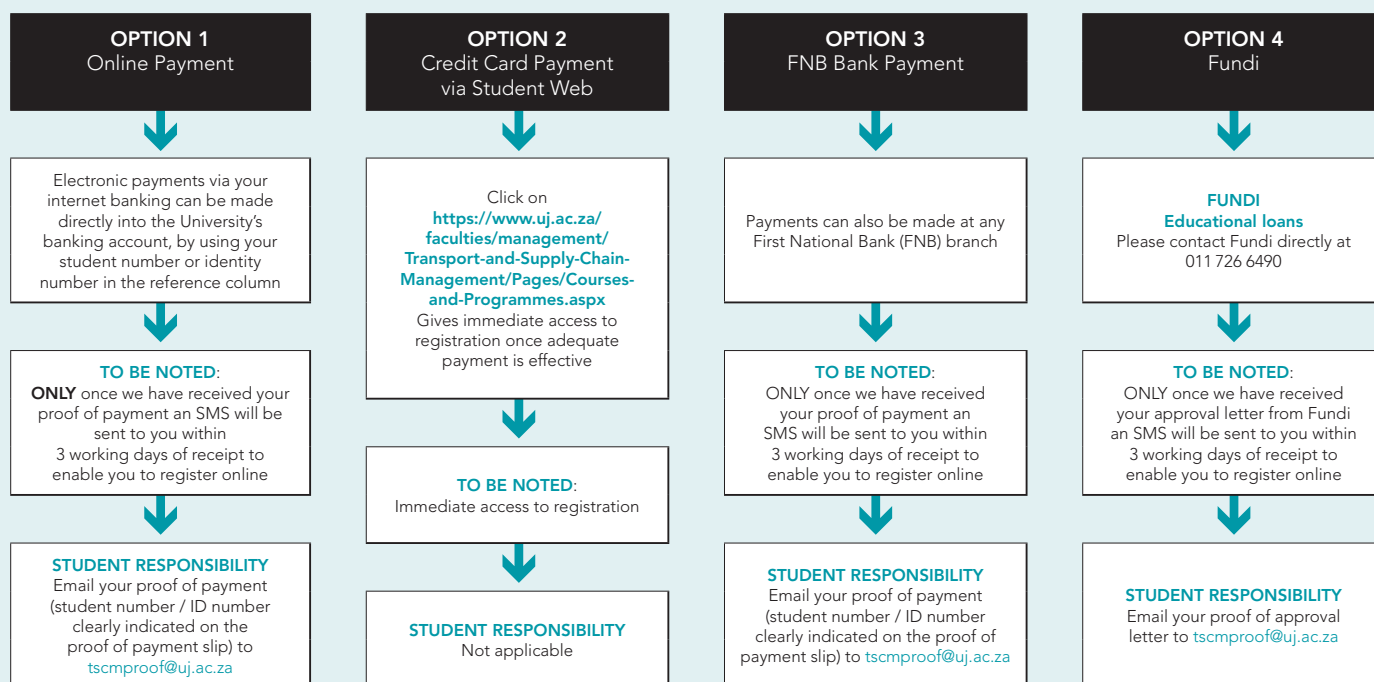 OPTION 1
Online Payment
Electronic payments via your
internet banking can be made
directly into the University's
banking account, by using your
student number or identity
number in the reference column
TO BE NOTED:
ONLY once we have received your
proof of payment an SMS will be
sent to you within
3 working days of receipt to
enable you to register online
STUDENT RESPONSIBILITY
Email your proof of payment
(student number / ID number
clearly indicated on the
proof of payment slip) to
tscmproof@uj.ac.za
OPTION 2
Credit Card Payment
via Student Web
Click on
https://www.uj.ac.za/
faculties/management/
Transport-and-Supply-Chain-
Management/Pages/Courses-
and-Programmes.aspx
Gives immediate access to
registration once adequate
payment is effective
TO BE NOTED:
Immediate access to registration
STUDENT RESPONSIBILITY
Not applicable
OPTION 3
FNB Bank Payment
Payments can also be made at any
First National Bank (FNB) branch
TO BE NOTED:
ONLY once we have received
your proof of payment an
SMS will be sent to you within
3 working days of receipt to
enable you to register online
STUDENT RESPONSIBILITY
Email your proof of payment
(student number / ID number
clearly indicated on the proof of
payment slip) to tscmproof@uj.ac.za
OPTION 4
Fundi
FUNDI
Educational loans
Please contact Fundi directly at
011 726 6490
TO BE NOTED:
ONLY once we have received
your approval letter from Fundi
an SMS will be sent to you within
3 working days of receipt to
enable you to register online
STUDENT RESPONSIBILITY
Email your proof of approval
letter to tscmproof@uj.ac.za